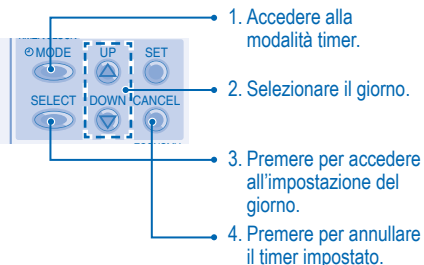 MODE UP SET
SELECT DOWN CANCEL
1. Accedere alla
modalità timer.
2. Selezionare il giorno.
3. Premere per accedere
all'impostazione del
giorno.
4. Premere per annullare
il timer impostato.